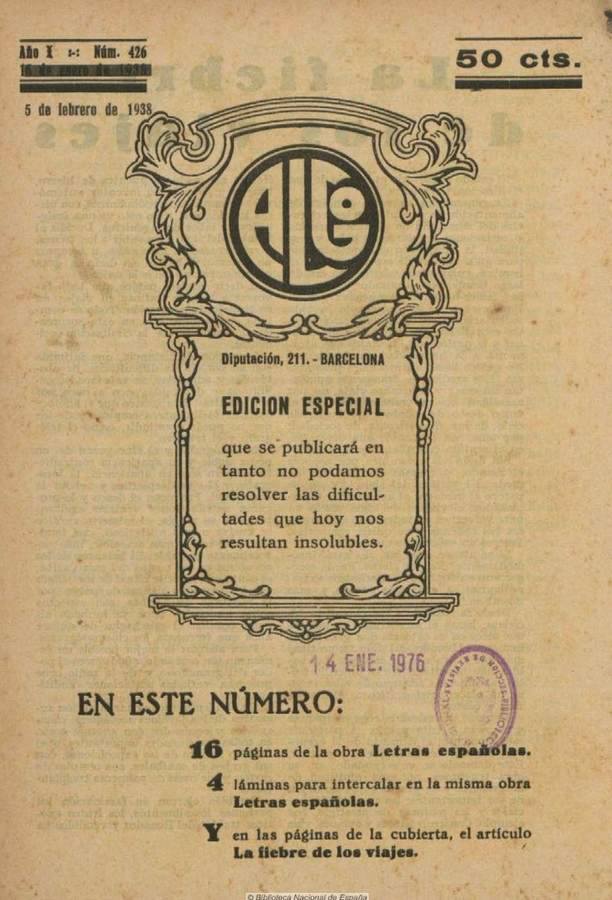 Año X :-: Núm. 426
16 de enero de 1938
5 de febrero de 1938
50 cts.
ALGO
Diputación, 211. - BARCELONA
EDICION ESPECIAL
que se publicará en
tanto no podamos
resolver las dificul-
tades que hoy nos
resultan insolubles.
14 ENE. 1976
EN ESTE NÚMERO:
16 páginas de la obra Letras españolas.
4 láminas para intercalar en la misma obra
Letras españolas.
Y en las páginas de la cubierta, el artículo
La fiebre de los viajes.
© Biblioteca Nacional de España